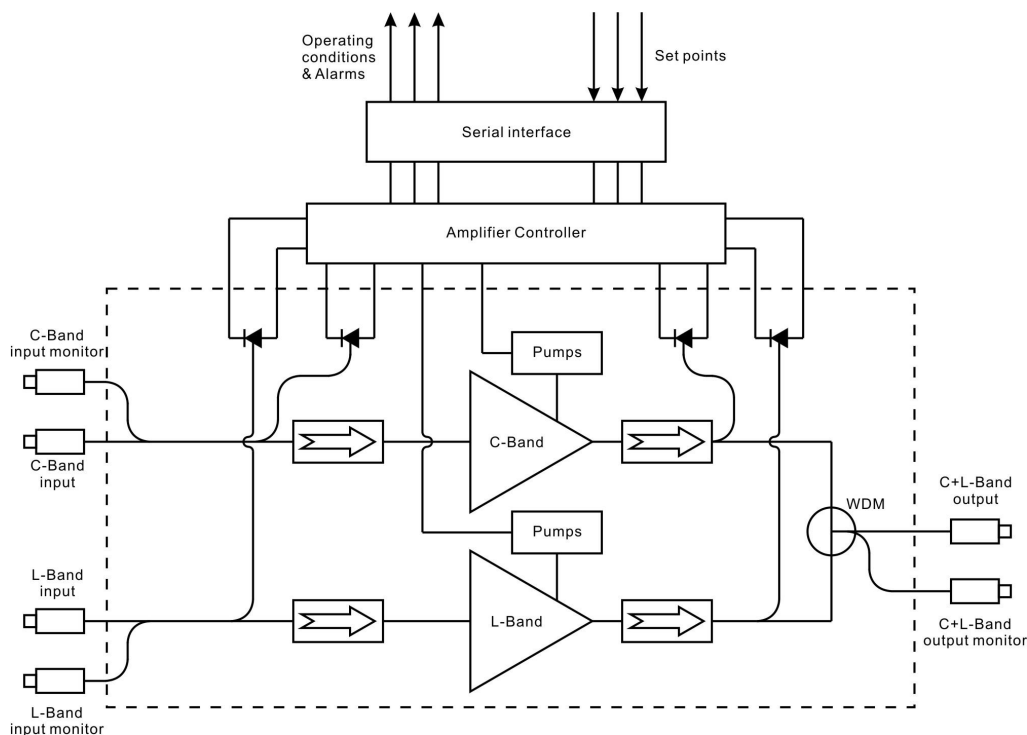 Operating
conditions
& Alarms
Set points
Serial interface
Amplifier Controller
C-Band
input monitor
Pumps
C-Band
C-Band
input
WDM
C+L-Band
output
Pumps
L-Band
input
L-Band
C+L-Band
output monitor
L-Band
input monitor